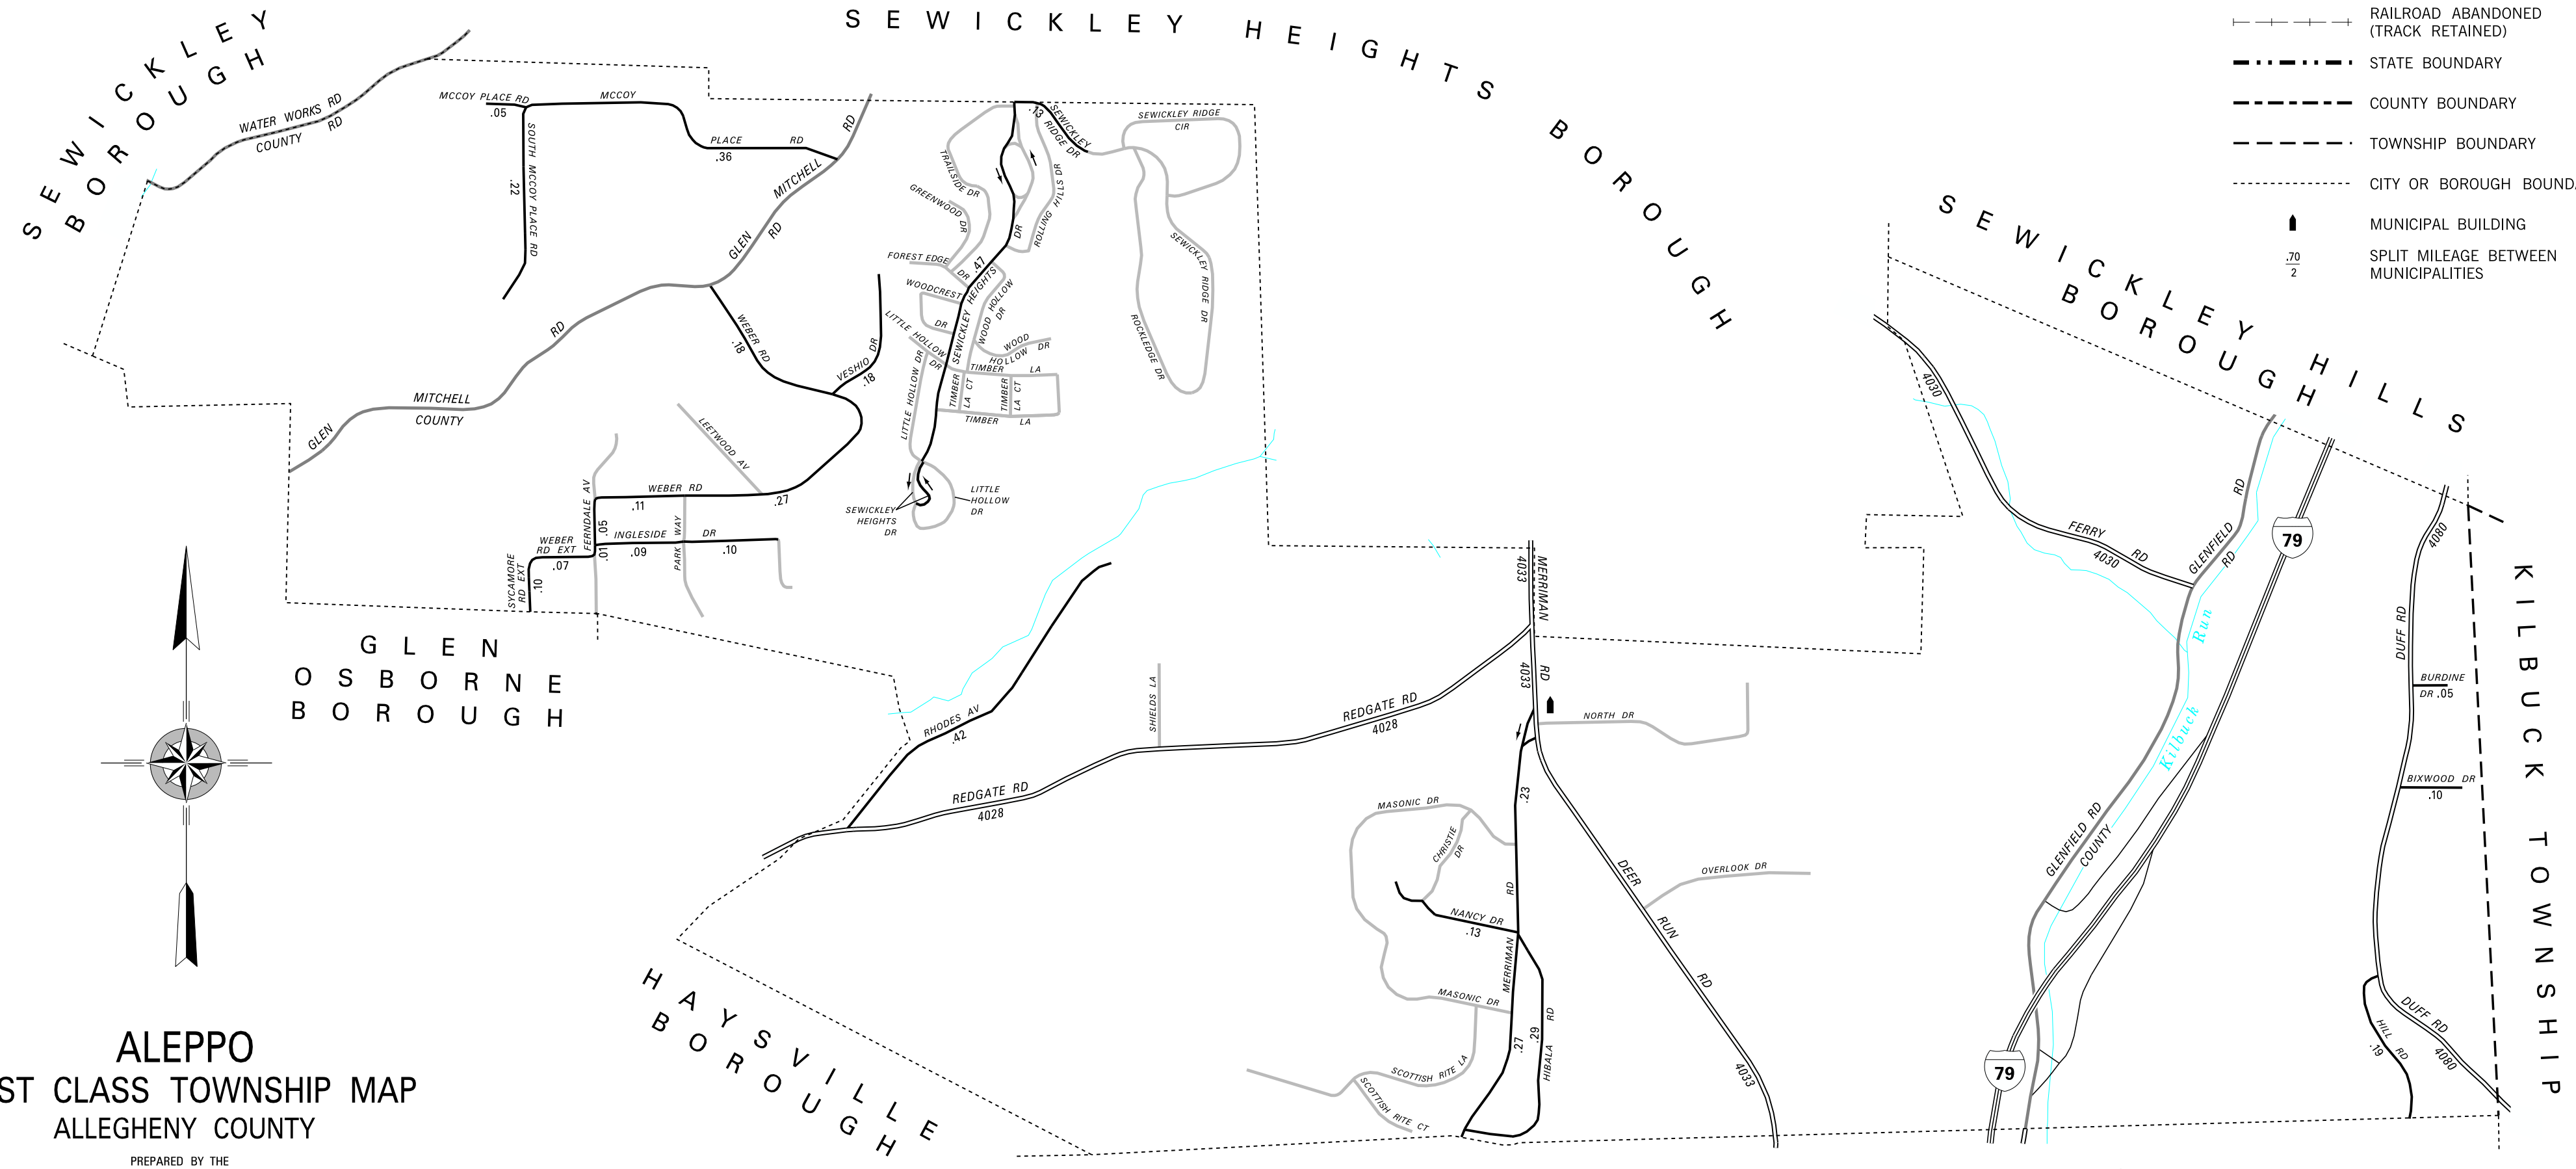 SEWICKLEY
BOROUGH
SEWICKLEY HEIGHTS BOROUGH
RAILROAD ABANDONED
(TRACK RETAINED)
STATE BOUNDARY
COUNTY BOUNDARY
TOWNSHIP BOUNDARY
CITY OR BOROUGH BOUND
MUNICIPAL BUILDING
.70
2
SPLIT MILEAGE BETWEEN
MUNICIPALITIES
WATER WORKS RD
COUNTY RD
MCCOY PLACE RD
.05
MCCOY
PLACE RD
.36
SOUTH MCCOY PLACE RD
.22
GLEN MITCHELL RD
RD
GLEN MITCHELL RD
COUNTY
WEBER RD
.18
VESHIO DR
.18
LEETWOOD AV
WEBER RD
.11
.27
FERNDALE AV
.05
.01
INGLESIDE DR
.09
.10
PARK WAY
WEBER
RD EXT
.07
SYCAMORE
RD EXT
.10
TRAILSIDE DR
GREENWOOD DR
FOREST EDGE
DR
WOODCREST
DR
LITTLE HOLLOW
DR
LITTLE HOLLOW DR
SEWICKLEY HEIGHTS DR
.47
.13
SEWICKLEY
RIDGE DR
ROLLING HILLS DR
WOOD HOLLOW
DR
WOOD
HOLLOW DR
TIMBER LA
TIMBER
LA CT
TIMBER
LA CT
TIMBER LA
SEWICKLEY
HEIGHTS
DR
LITTLE
HOLLOW
DR
SEWICKLEY RIDGE
CIR
SEWICKLEY RIDGE DR
ROCKLEDGE DR
SEWICKLEY HILLS
BOROUGH
4030
FERRY RD
4030
GLENFIELD
RD
RD
79
Kilbuck Run
GLENFIELD RD
COUNTY
79
4080
DUFF RD
BURDINE
DR .05
BIXWOOD DR
.10
DUFF RD
4080
HILL RD
.19
KILBUCK TOWNSHIP
GLEN
OSBORNE
BOROUGH
RHODES AV
.42
SHIELDS LA
REDGATE RD
4028
REDGATE RD
4028
4033
MERRIMAN
RD
4033
NORTH DR
.23
MASONIC DR
CHRISTIE
DR
NANCY DR
.13
MERRIMAN RD
MASONIC DR
.27
.29
HIBALA RD
SCOTTISH RITE LA
SCOTTISH RITE CT
OVERLOOK DR
DEER RUN RD
4033
HAYSVILLE
BOROUGH
ALEPPO
ST CLASS TOWNSHIP MAP
ALLEGHENY COUNTY
PREPARED BY THE